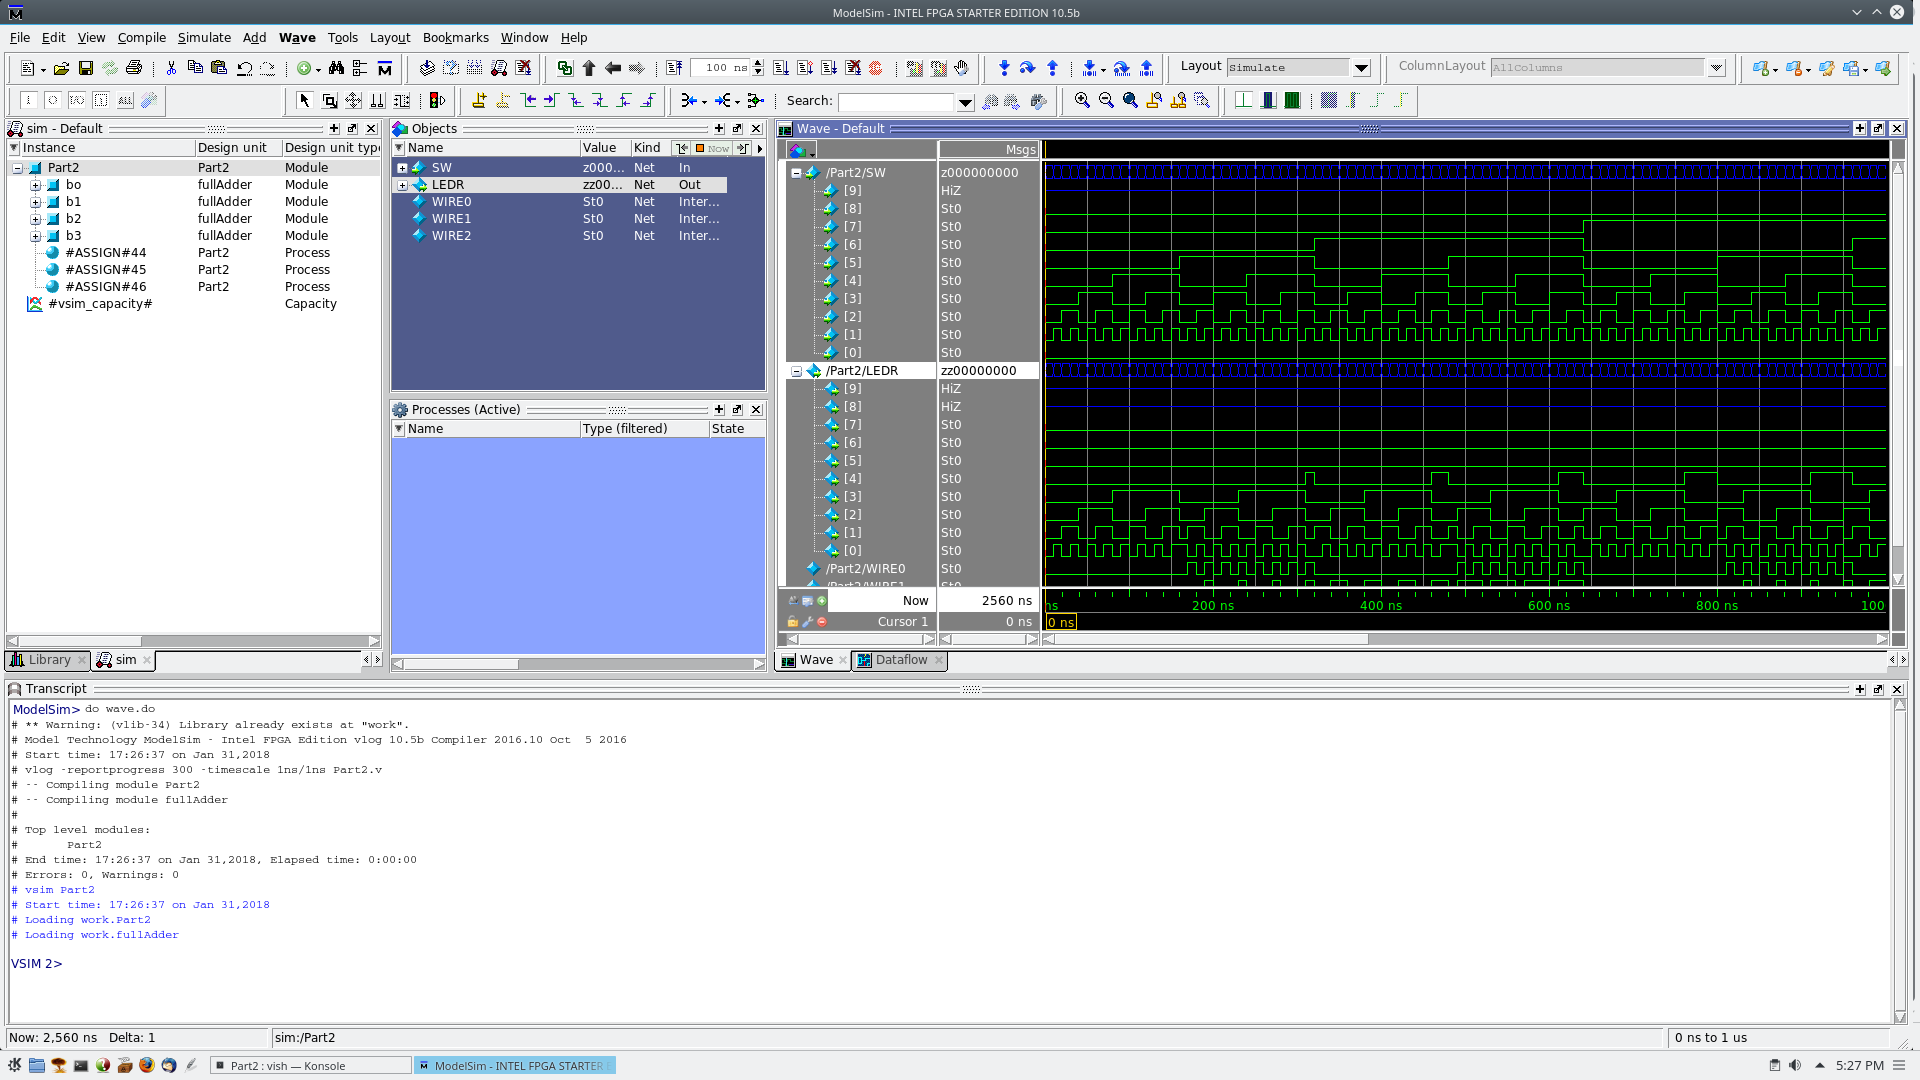 ModelSim - INTEL FPGA STARTER EDITION 10.5b
File Edit View Compile Simulate Add Wave Tools Layout Bookmarks Window Help
100 ns
Layout Simulate
ColumnLayout AllColumns
Search:
sim - Default
Instance Design unit Design unit type
Part2 Part2 Module
bo fullAdder Module
b1 fullAdder Module
b2 fullAdder Module
b3 fullAdder Module
#ASSIGN#44 Part2 Process
#ASSIGN#45 Part2 Process
#ASSIGN#46 Part2 Process
#vsim_capacity# Capacity
Library sim
Objects
Name Value Kind Now
SW z000... Net In
LEDR zz00... Net Out
WIRE0 St0 Net Inter...
WIRE1 St0 Net Inter...
WIRE2 St0 Net Inter...
Processes (Active)
Name Type (filtered) State
Wave - Default
Msgs
/Part2/SW z000000000
[9] HiZ
[8] St0
[7] St0
[6] St0
[5] St0
[4] St0
[3] St0
[2] St0
[1] St0
[0] St0
/Part2/LEDR zz00000000
[9] HiZ
[8] HiZ
[7] St0
[6] St0
[5] St0
[4] St0
[3] St0
[2] St0
[1] St0
[0] St0
/Part2/WIRE0 St0
/Part2/WIRE1 St0
Now 2560 ns ns 200 ns 400 ns 600 ns 800 ns 100
Cursor 1 0 ns 0 ns
Wave Dataflow
Transcript
ModelSim> do wave.do
# ** Warning: (vlib-34) Library already exists at "work".
# Model Technology ModelSim - Intel FPGA Edition vlog 10.5b Compiler 2016.10 Oct  5 2016
# Start time: 17:26:37 on Jan 31,2018
# vlog -reportprogress 300 -timescale 1ns/1ns Part2.v
# -- Compiling module Part2
# -- Compiling module fullAdder
#
# Top level modules:
#       Part2
# End time: 17:26:37 on Jan 31,2018, Elapsed time: 0:00:00
# Errors: 0, Warnings: 0
# vsim Part2
# Start time: 17:26:37 on Jan 31,2018
# Loading work.Part2
# Loading work.fullAdder
VSIM 2>
Now: 2,560 ns Delta: 1 sim:/Part2 0 ns to 1 us
Part2 : vish — Konsole ModelSim - INTEL FPGA STARTER 5:27 PM